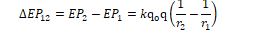 ΔEP₁₂ = EP₂ − EP₁ = kq₀q(1/r₂ − 1/r₁)